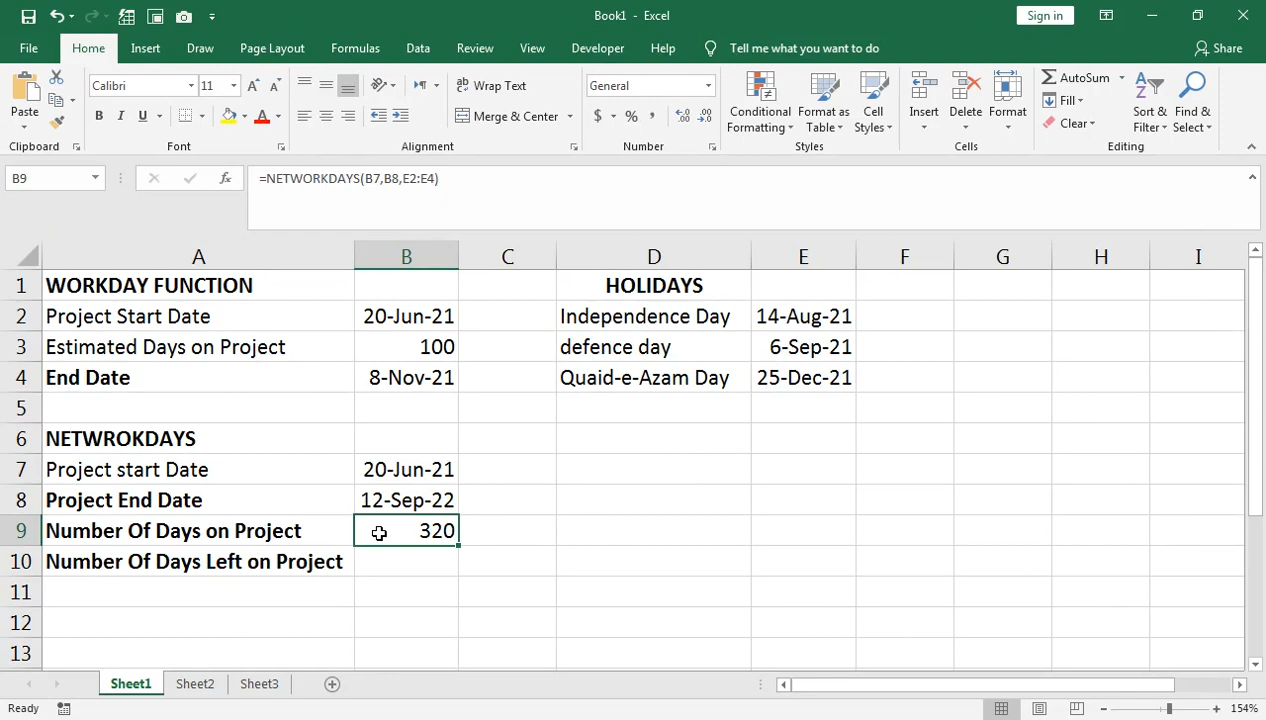 Book1 - Excel
Sign in
File Home Insert Draw Page Layout Formulas Data Review View Developer Help Tell me what you want to do Share
Paste
Calibri 11
B I U
Wrap Text
Merge & Center
General
$ %
Conditional Formatting
Format as Table
Cell Styles
Insert
Delete
Format
AutoSum
Fill
Clear
Sort & Filter
Find & Select
Clipboard Font Alignment Number Styles Cells Editing
B9 fx =NETWORKDAYS(B7,B8,E2:E4)
A B C D E F G H I
1 WORKDAY FUNCTION HOLIDAYS
2 Project Start Date 20-Jun-21 Independence Day 14-Aug-21
3 Estimated Days on Project 100 defence day 6-Sep-21
4 End Date 8-Nov-21 Quaid-e-Azam Day 25-Dec-21
5
6 NETWROKDAYS
7 Project start Date 20-Jun-21
8 Project End Date 12-Sep-22
9 Number Of Days on Project 320
10 Number Of Days Left on Project
11
12
13
Sheet1 Sheet2 Sheet3
Ready 154%